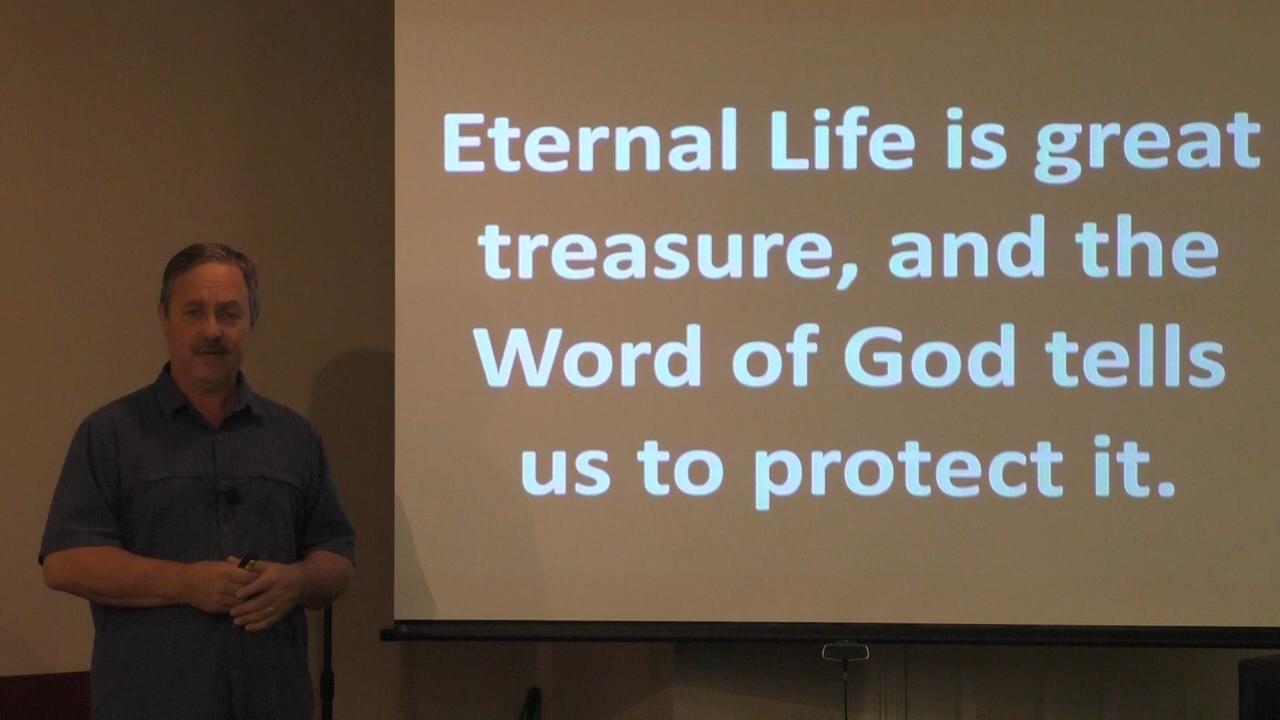 Eternal Life is great
treasure, and the
Word of God tells
us to protect it.